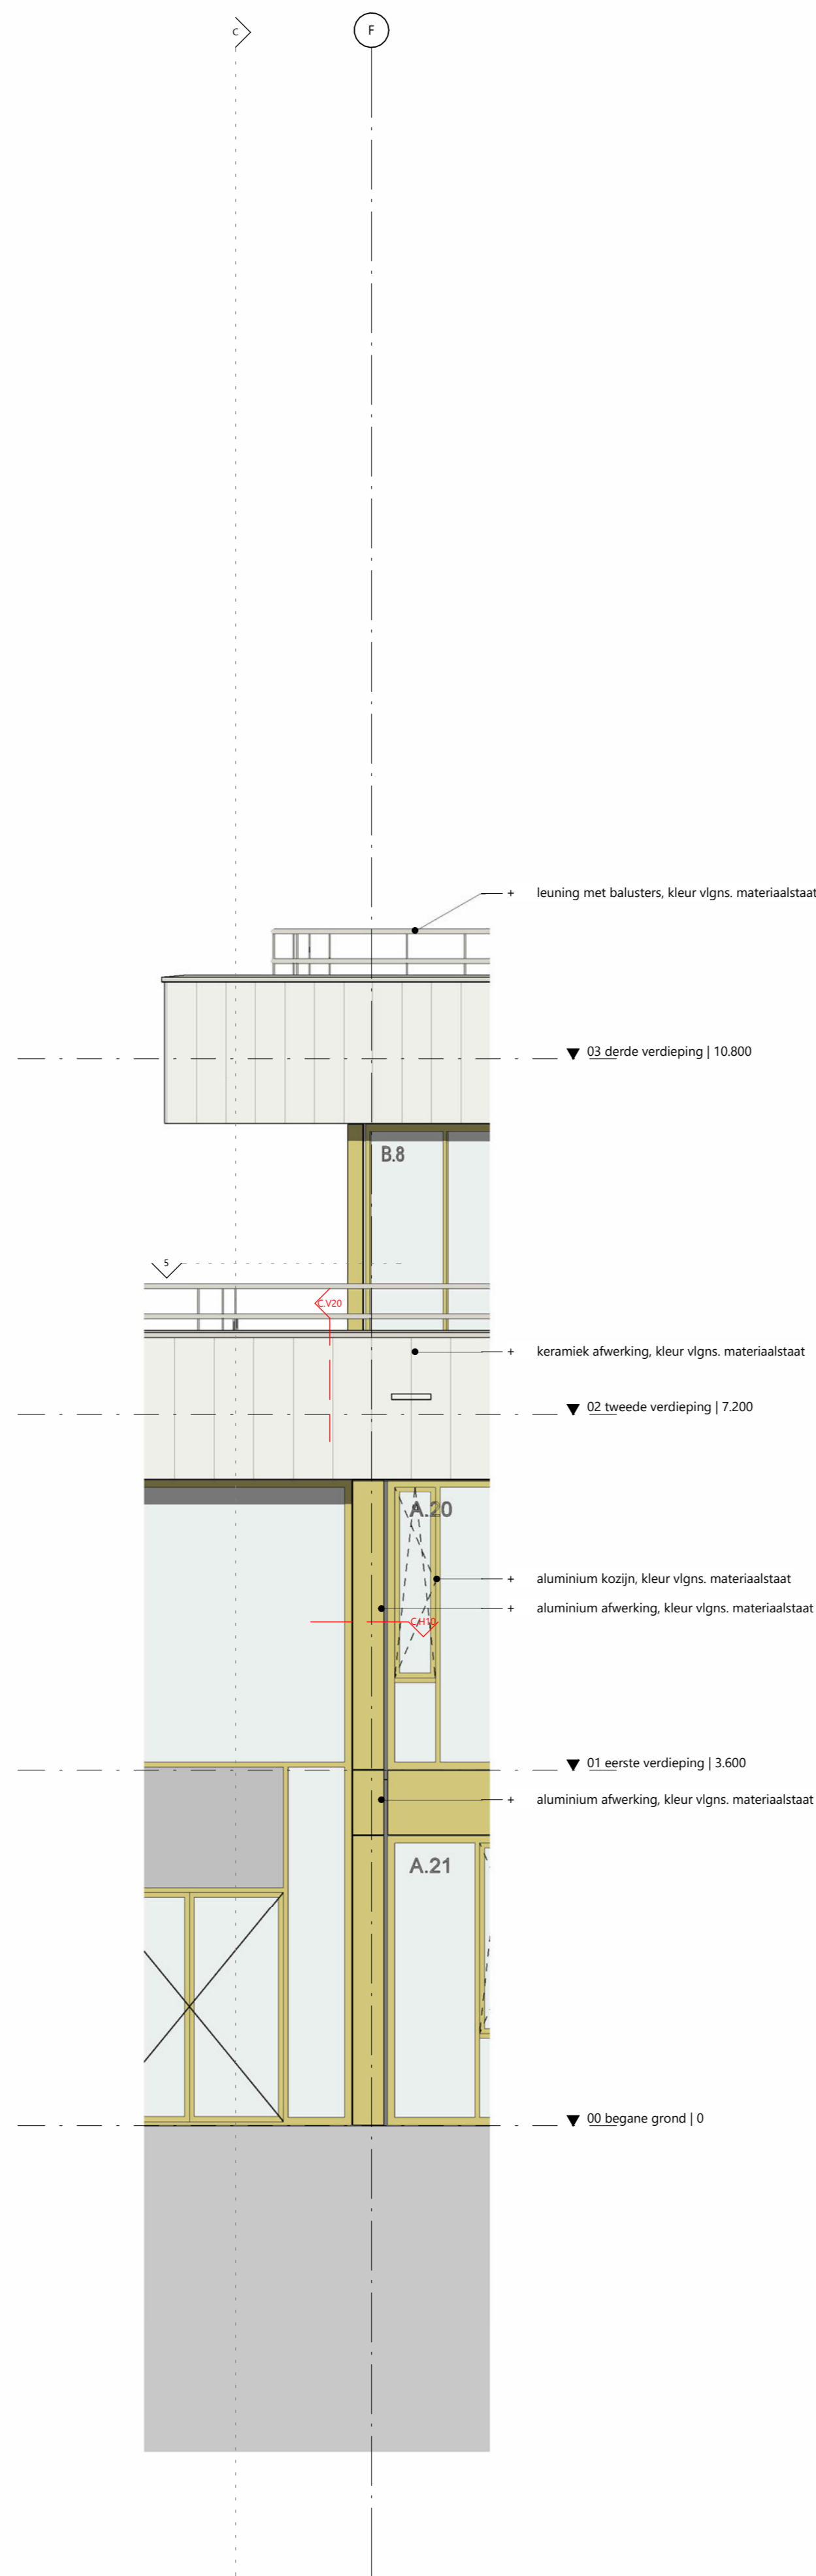 C
F
+ leuning met balusters, kleur vlgns. materiaalstaat
03 derde verdieping | 10.800
B.8
5
C.V20
+ keramiek afwerking, kleur vlgns. materiaalstaat
02 tweede verdieping | 7.200
A.20
+ aluminium kozijn, kleur vlgns. materiaalstaat
+ aluminium afwerking, kleur vlgns. materiaalstaat
C.H10
01 eerste verdieping | 3.600
+ aluminium afwerking, kleur vlgns. materiaalstaat
A.21
00 begane grond | 0